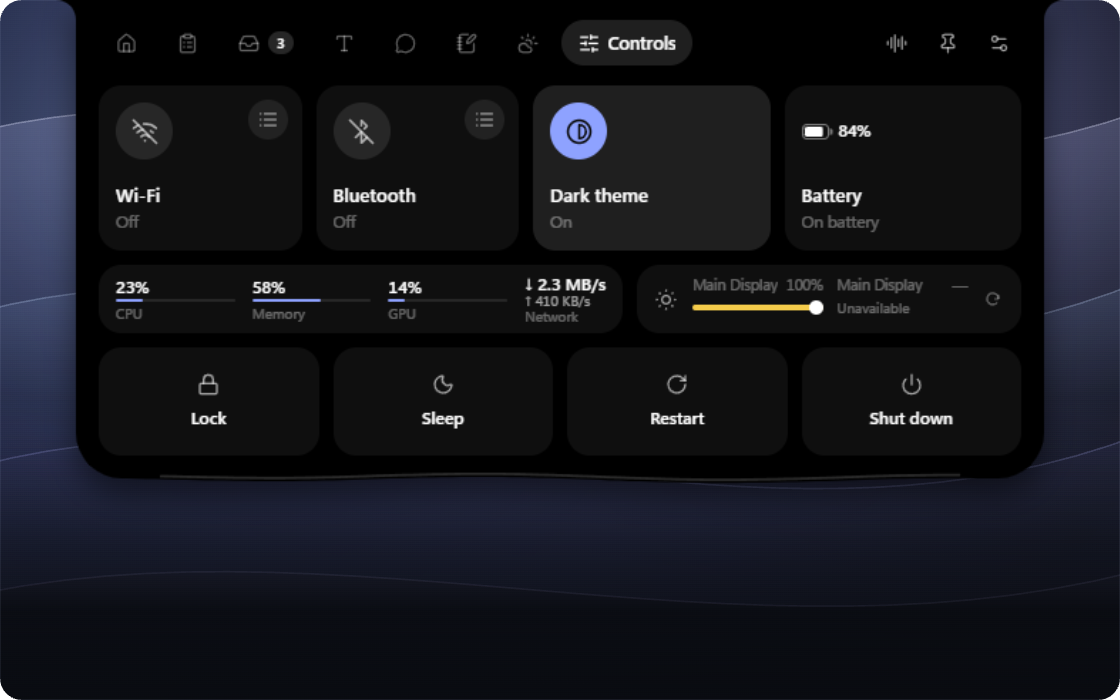 3
Controls
Wi-Fi
Off
Bluetooth
Off
Dark theme
On
84%
Battery
On battery
23%
CPU
58%
Memory
14%
GPU
↓ 2.3 MB/s
↑ 410 KB/s
Network
Main Display 100%
Main Display —
Unavailable
Lock
Sleep
Restart
Shut down